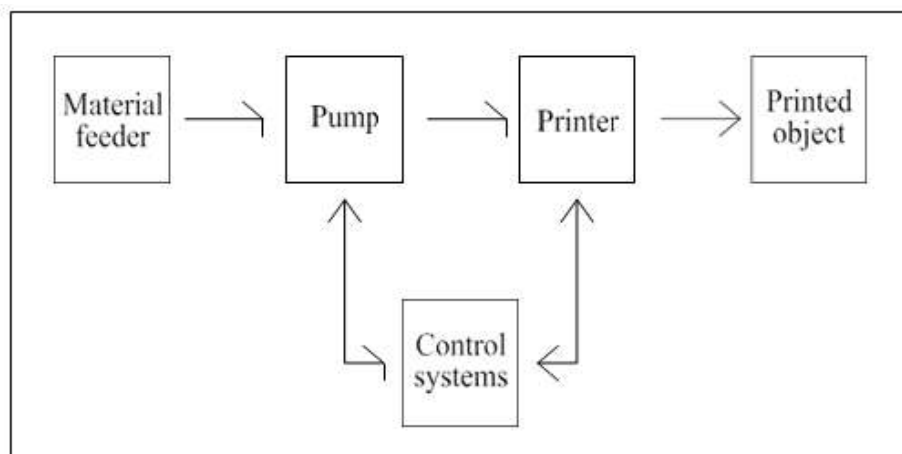 Material
feeder
Pump
Printer
Printed
object
Control
systems